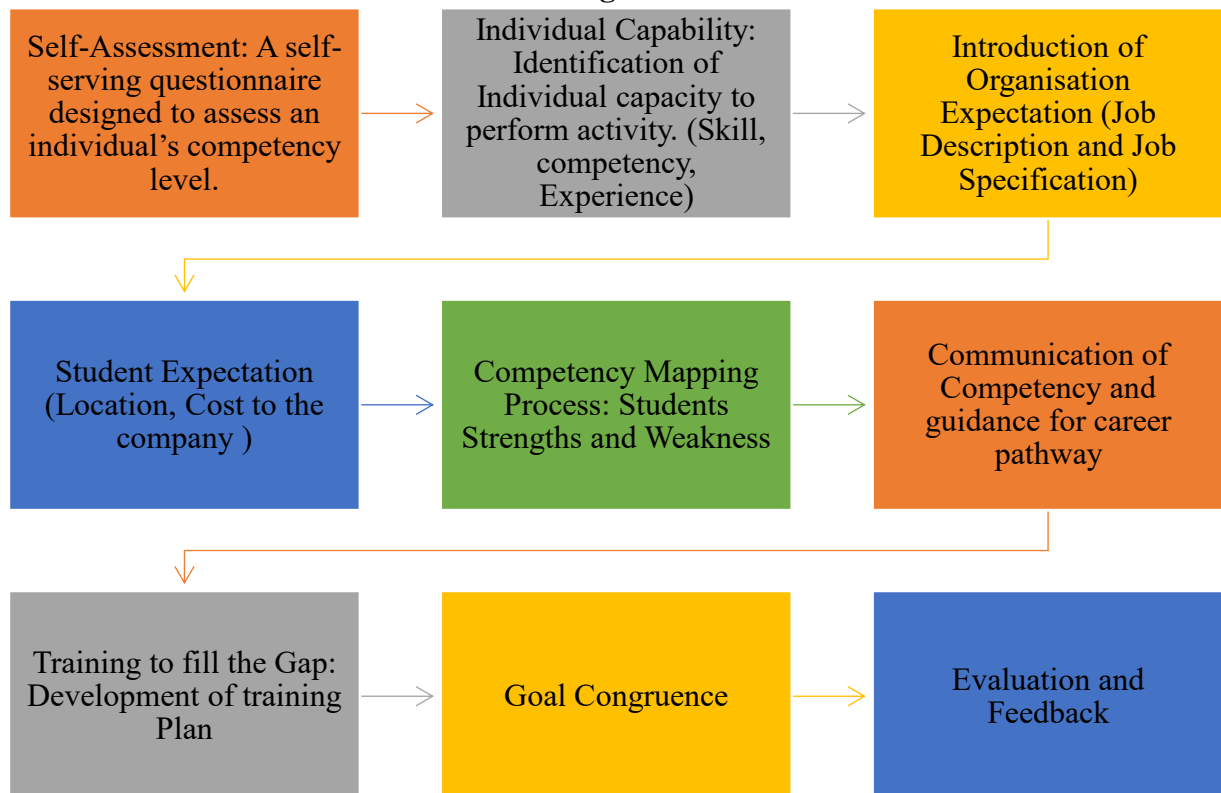 Self-Assessment: A self-
serving questionnaire
designed to assess an
individual’s competency
level.
Individual Capability:
Identification of
Individual capacity to
perform activity. (Skill,
competency,
Experience)
Introduction of
Organisation
Expectation (Job
Description and Job
Specification)
Student Expectation
(Location, Cost to the
company )
Competency Mapping
Process: Students
Strengths and Weakness
Communication of
Competency and
guidance for career
pathway
Training to fill the Gap:
Development of training
Plan
Goal Congruence
Evaluation and
Feedback